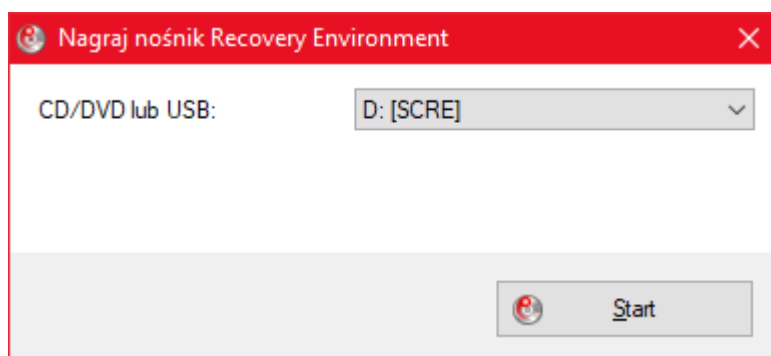 Nagraj nośnik Recovery Environment
CD/DVD lub USB:
D: [SCRE]
Start